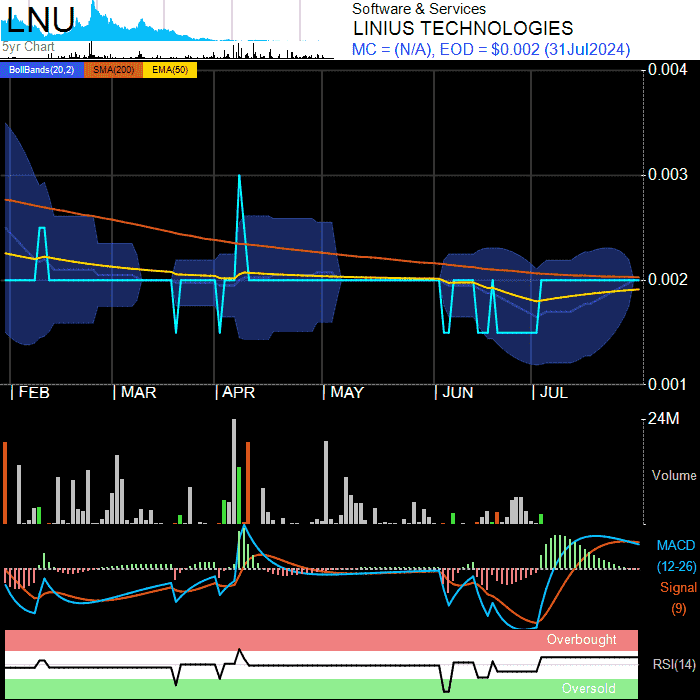 LNU
5yr Chart
Software & Services
LINIUS TECHNOLOGIES
MC = (N/A), EOD = $0.002 (31Jul2024)
BollBands(20,2) SMA(200) EMA(50)
0.004
0.003
0.002
0.001
FEB MAR APR MAY JUN JUL
24M
Volume
MACD
(12-26)
Signal
(9)
Overbought
RSI(14)
Oversold